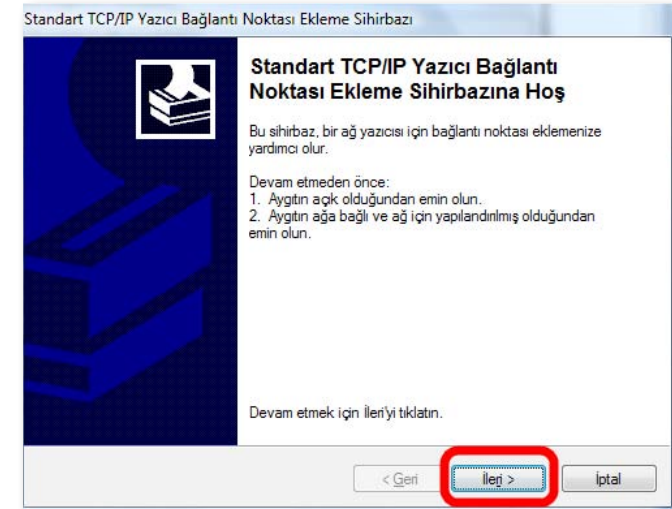 Standart TCP/IP Yazıcı Bağlantı Noktası Ekleme Sihirbazı
Standart TCP/IP Yazıcı Bağlantı
Noktası Ekleme Sihirbazına Hoş
Bu sihirbaz, bir ağ yazıcısı için bağlantı noktası eklemenize
yardımcı olur.
Devam etmeden önce:
1. Aygıtın açık olduğundan emin olun.
2. Aygıtın ağa bağlı ve ağ için yapılandırılmış olduğundan
emin olun.
Devam etmek için İleri'yi tıklatın.
< Geri
İleri >
İptal